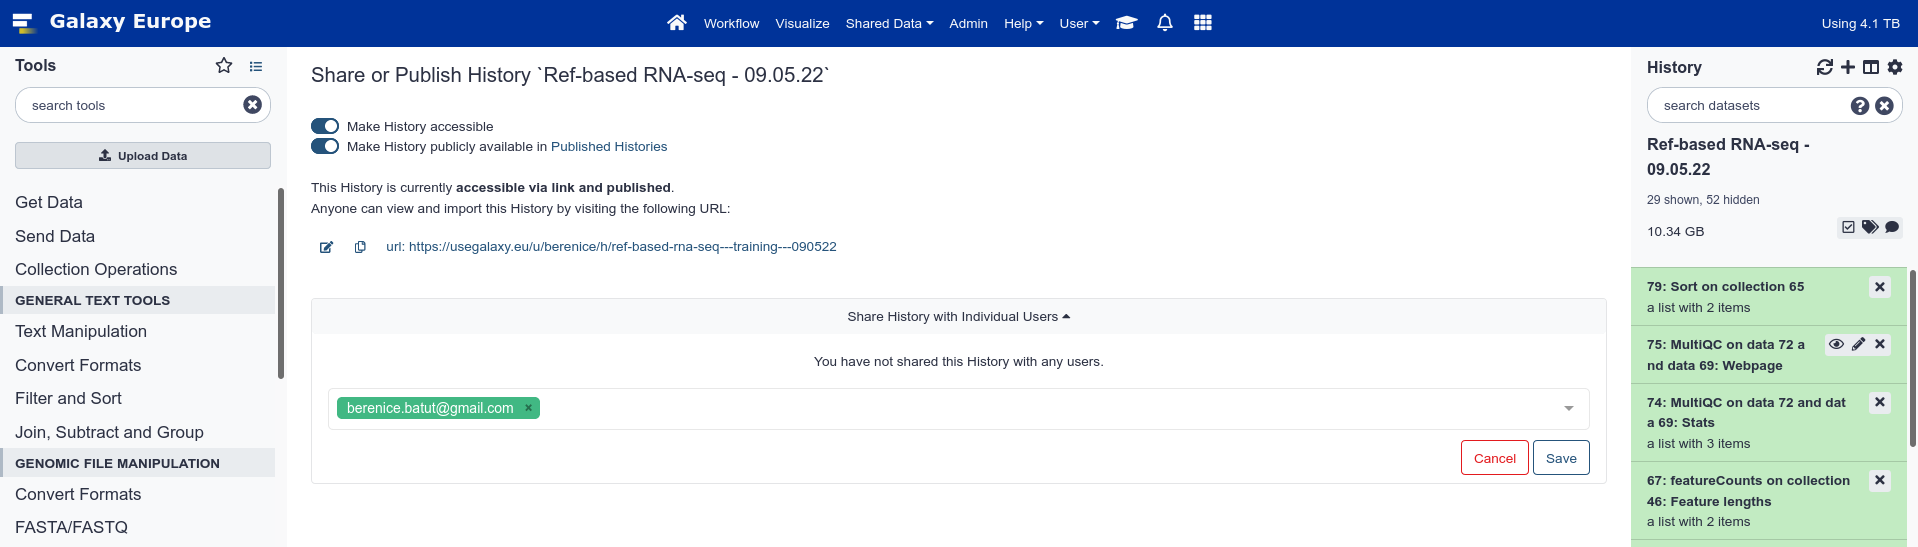 Galaxy Europe
Workflow Visualize Shared Data Admin Help User
Using 4.1 TB
Tools
search tools
Upload Data
Get Data
Send Data
Collection Operations
GENERAL TEXT TOOLS
Text Manipulation
Convert Formats
Filter and Sort
Join, Subtract and Group
GENOMIC FILE MANIPULATION
Convert Formats
FASTA/FASTQ
Share or Publish History `Ref-based RNA-seq - 09.05.22`
Make History accessible
Make History publicly available in Published Histories
This History is currently accessible via link and published.
Anyone can view and import this History by visiting the following URL:
url: https://usegalaxy.eu/u/berenice/h/ref-based-rna-seq---training---090522
Share History with Individual Users
You have not shared this History with any users.
berenice.batut@gmail.com ×
Cancel Save
History
search datasets
Ref-based RNA-seq -
09.05.22
29 shown, 52 hidden
10.34 GB
79: Sort on collection 65
a list with 2 items
75: MultiQC on data 72 a
nd data 69: Webpage
74: MultiQC on data 72 and dat
a 69: Stats
a list with 3 items
67: featureCounts on collection
46: Feature lengths
a list with 2 items